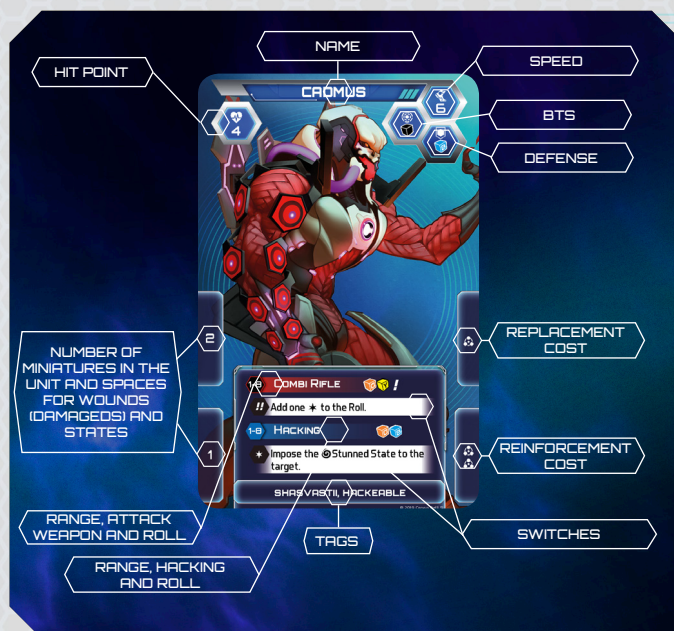 NAME
HIT POINT
SPEED
BTS
DEFENSE
CADMUS
4
6
2
1
NUMBER OF
MINIATURES IN THE
UNIT AND SPACES
FOR WOUNDS
(DAMAGEDS) AND
STATES
REPLACEMENT
COST
REINFORCEMENT
COST
1-8 COMBI RIFLE !
!! Add one * to the Roll.
1-8 HACKING
* Impose the Stunned State to the
target.
SHASVASTII, HACKEABLE
RANGE, ATTACK
WEAPON AND ROLL
RANGE, HACKING
AND ROLL
TAGS
SWITCHES